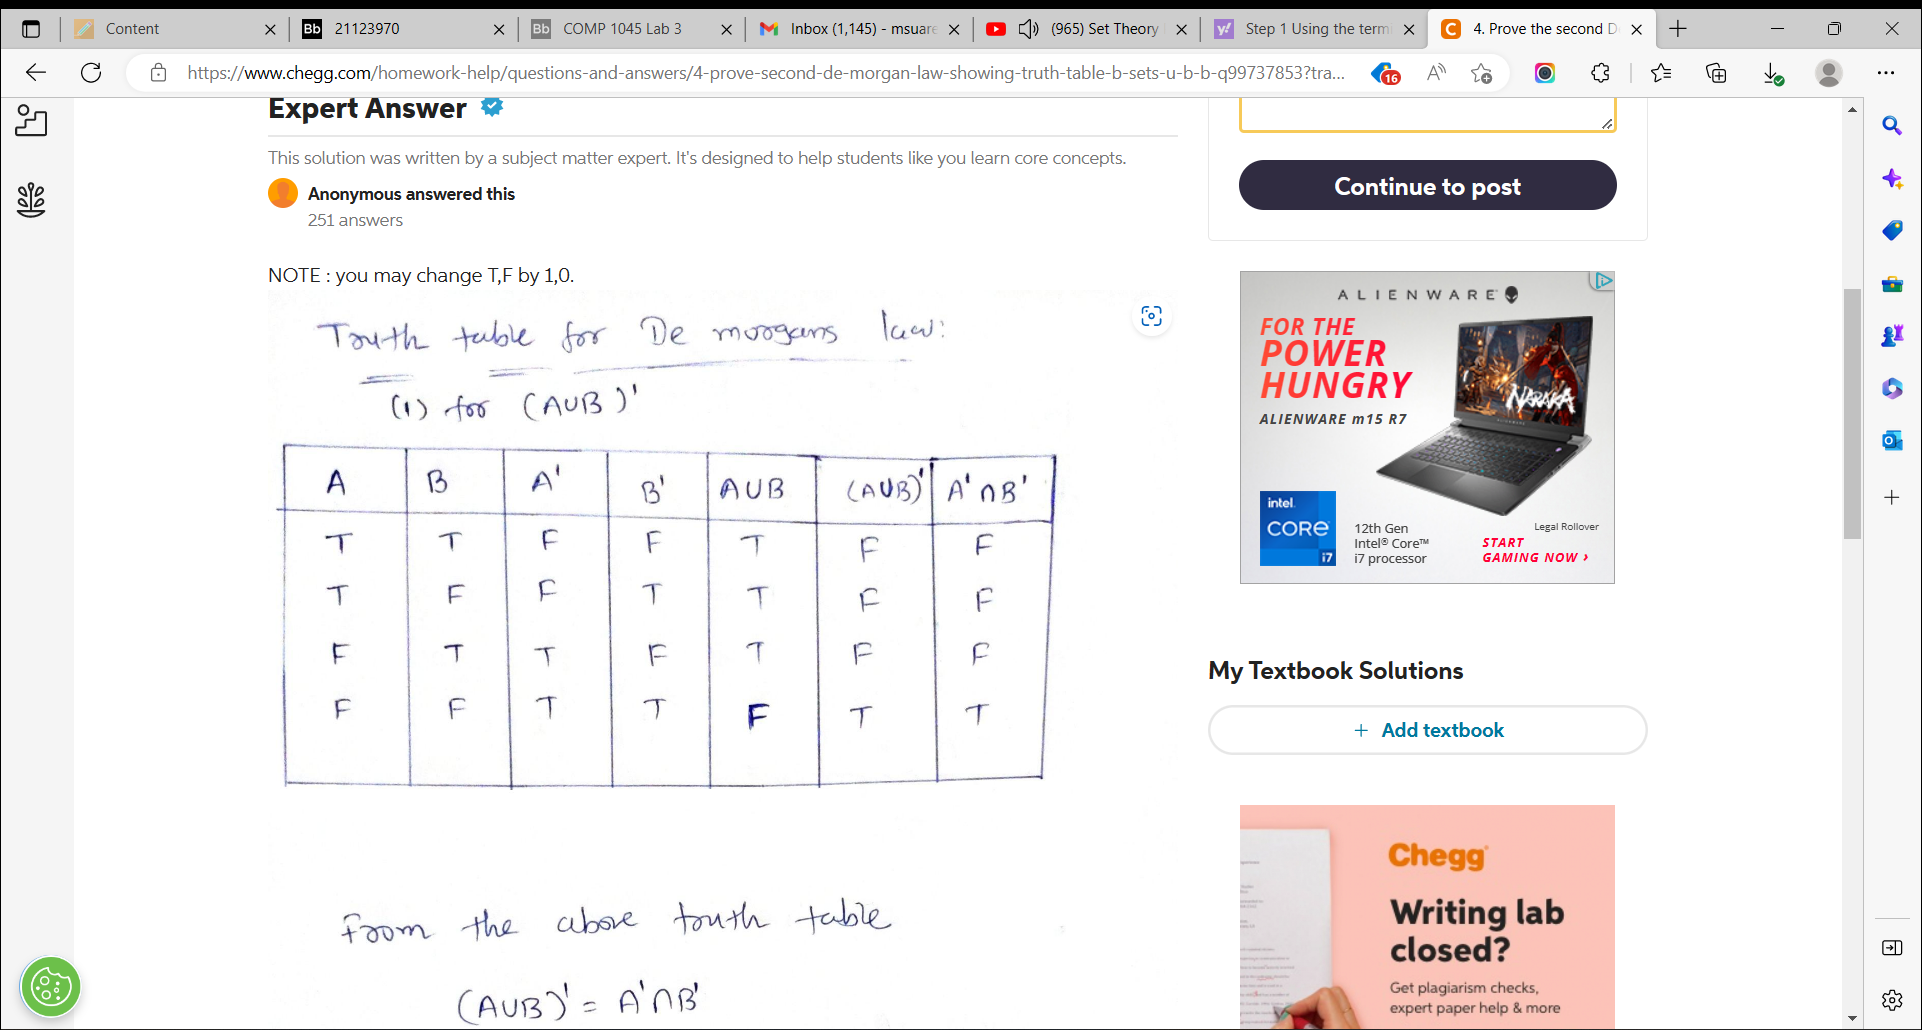 Content
Bb 21123970
Bb COMP 1045 Lab 3
Inbox (1,145) - msuare
(965) Set Theory
y! Step 1 Using the term
C 4. Prove the second D
https://www.chegg.com/homework-help/questions-and-answers/4-prove-second-de-morgan-law-showing-truth-table-b-sets-u-b-b-q99737853?tra...
16
Expert Answer
This solution was written by a subject matter expert. It's designed to help students like you learn core concepts.
Anonymous answered this
251 answers
NOTE : you may change T,F by 1,0.
Truth table for De morgans law:
(1) for (A∪B)'
A B A' B' A∪B (A∪B)' A'∩B'
T T F F T F F
T F F T T F F
F T T F T F F
F F T T F T T
From the above truth table
(A∪B)' = A'∩B'
Continue to post
ALIENWARE
FOR THE
POWER
HUNGRY
ALIENWARE m15 R7
NARAKA
ALIENWARE
intel.
CORE
i7
12th Gen
Intel® Core™
i7 processor
Legal Rollover
START
GAMING NOW ›
My Textbook Solutions
+ Add textbook
Chegg
Writing lab
closed?
Get plagiarism checks,
expert paper help & more